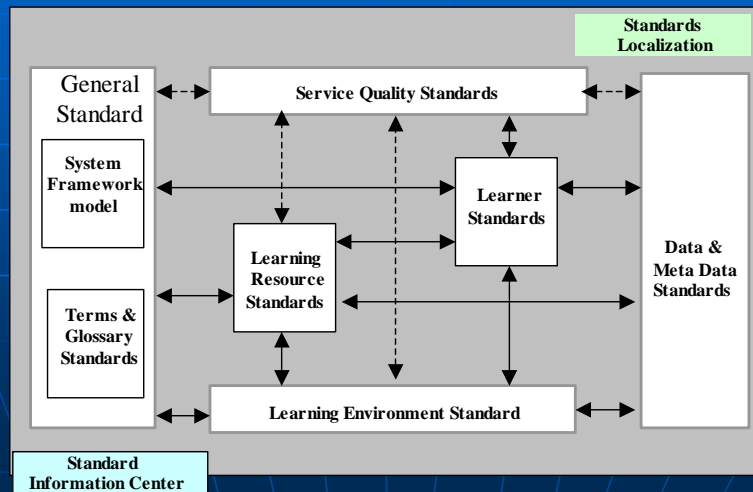 Standards
Localization
General
Standard
System
Framework
model
Terms &
Glossary
Standards
Service Quality Standards
Learner
Standards
Learning
Resource
Standards
Data &
Meta Data
Standards
Learning Environment Standard
Standard
Information Center